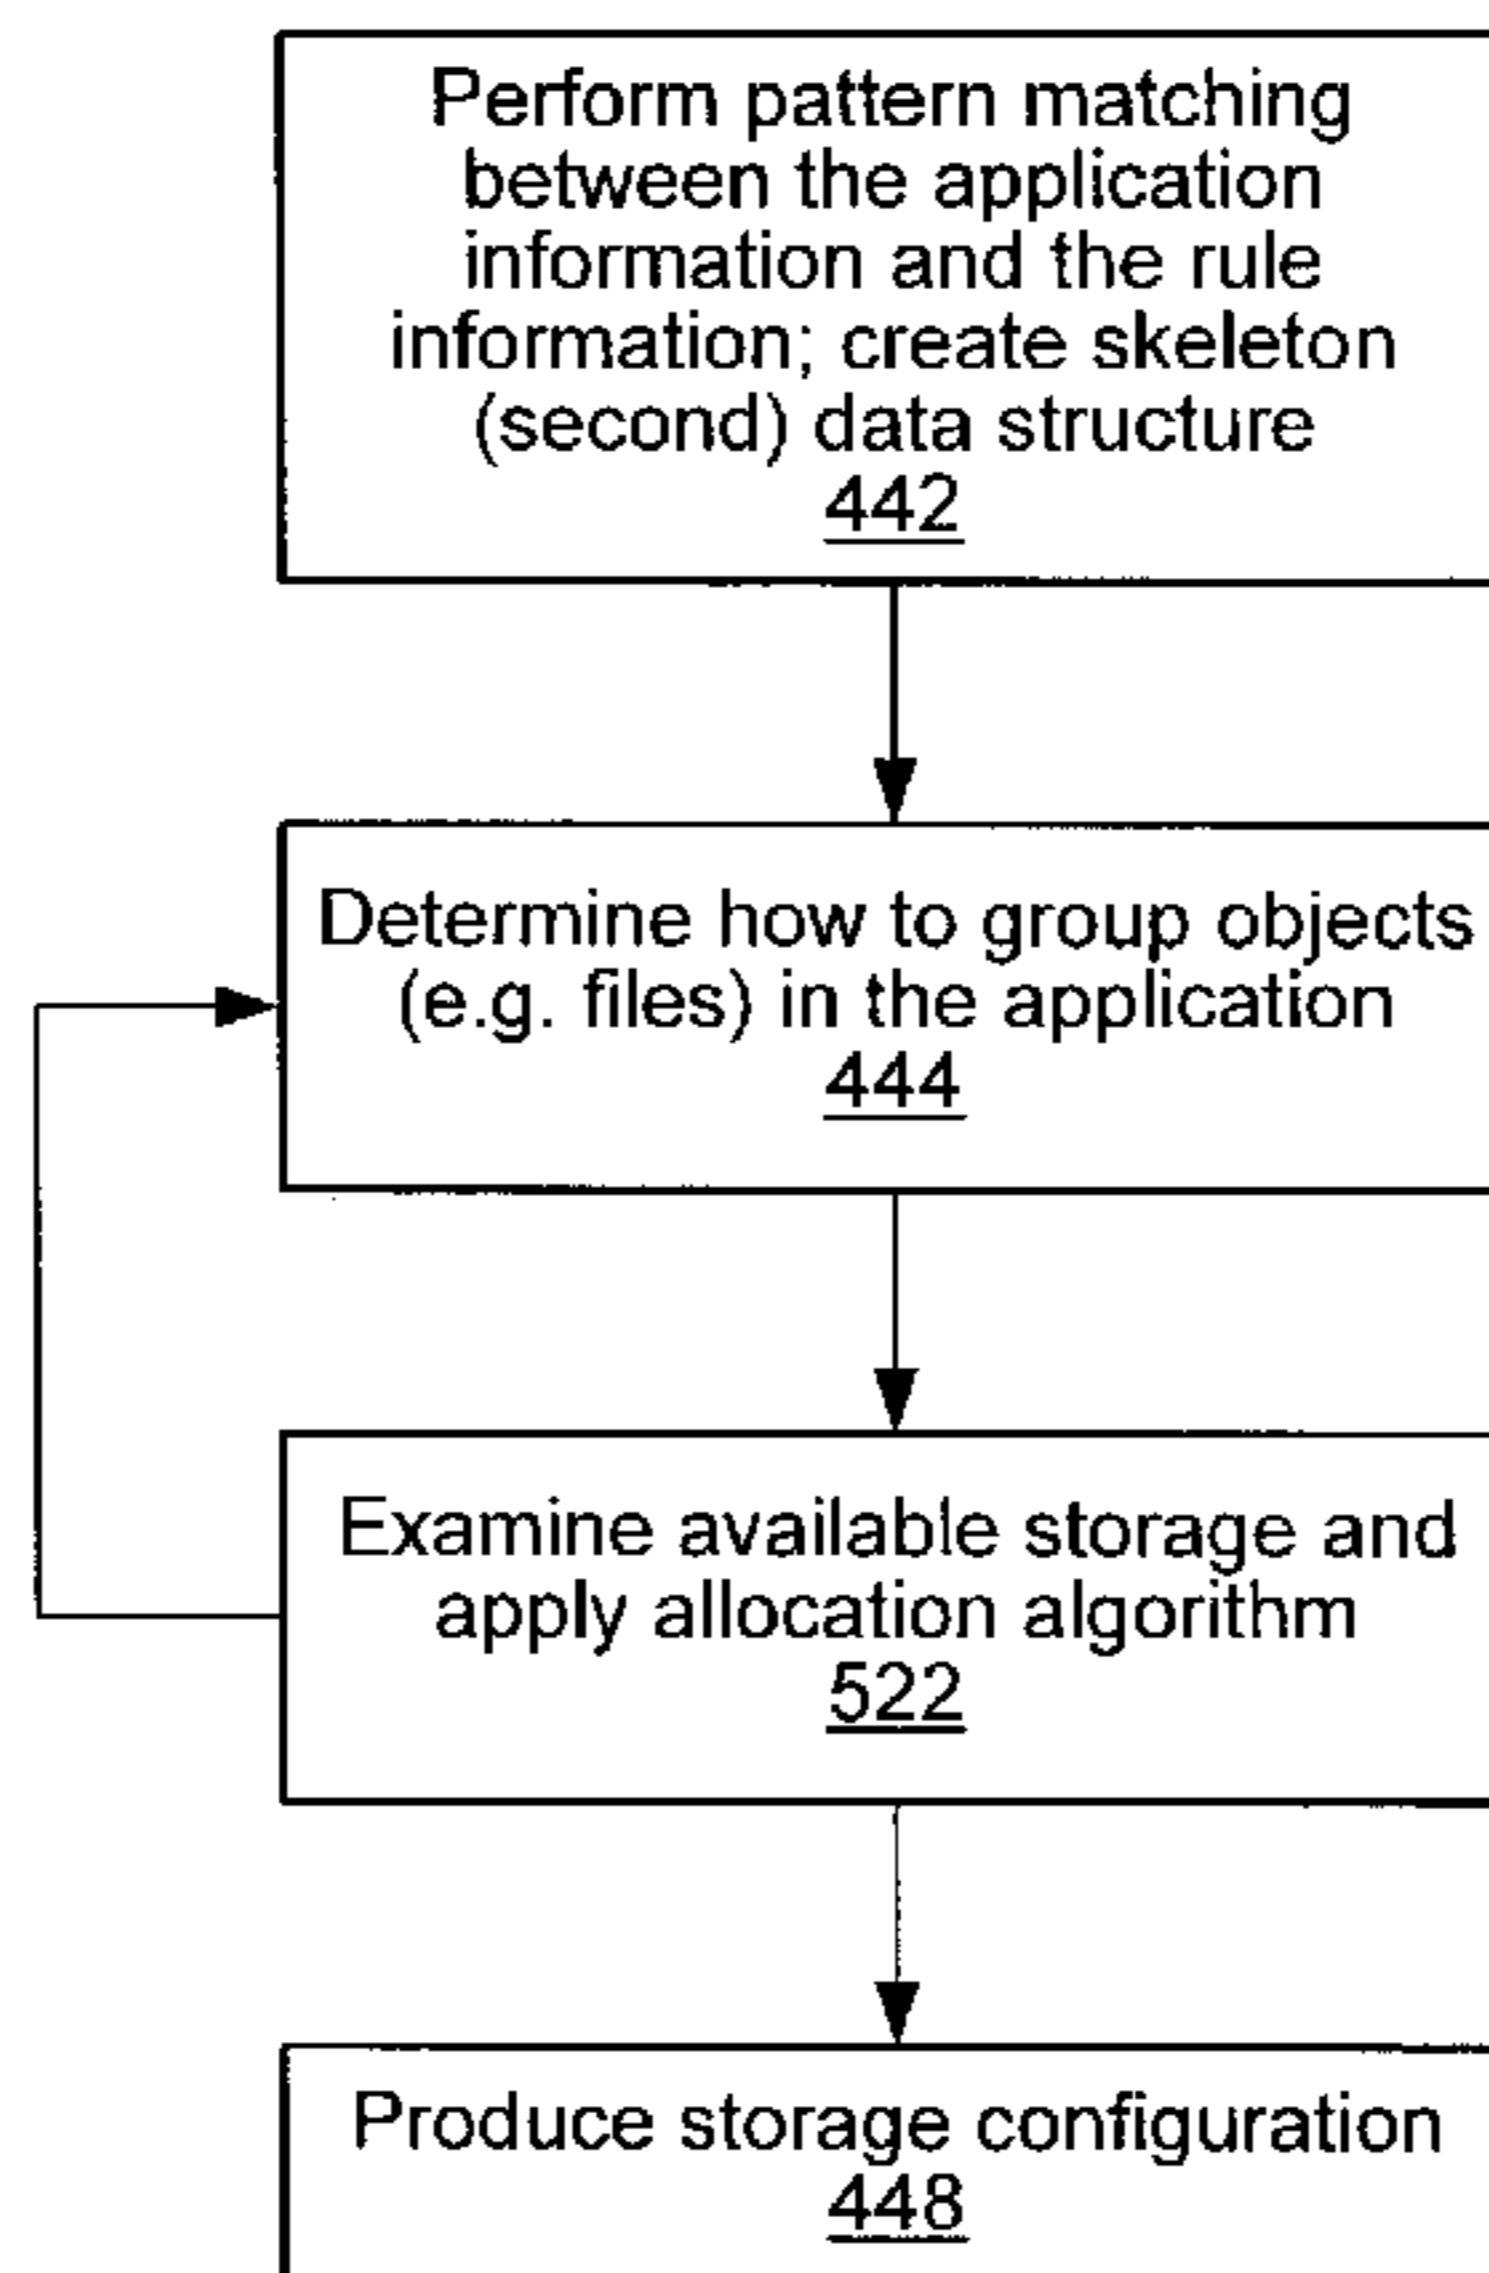 Perform pattern matching
between the application
information and the rule
information; create skeleton
(second) data structure
442
Determine how to group objects
(e.g. files) in the application
444
Examine available storage and
apply allocation algorithm
522
Produce storage configuration
448